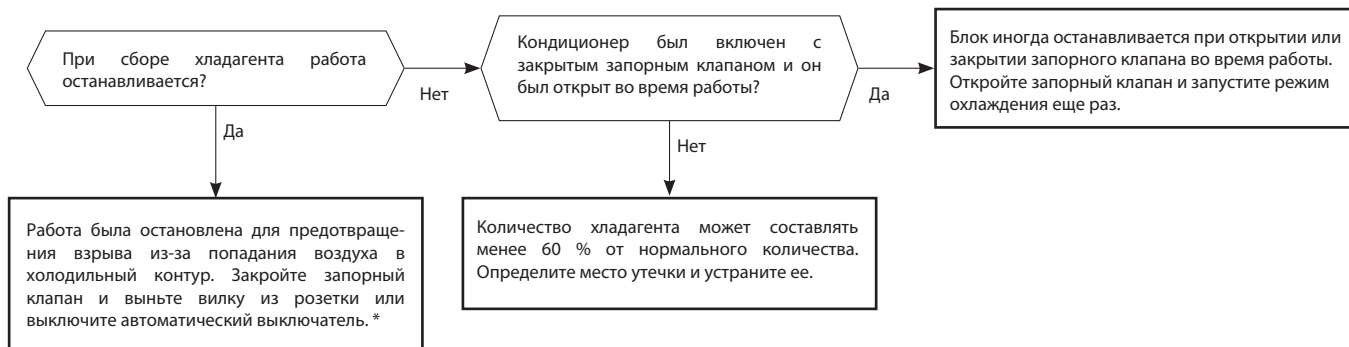 При сборе хладагента работа
останавливается?
Нет
Кондиционер был включен с
закрытым запорным клапаном и он
был открыт во время работы?
Да
Блок иногда останавливается при открытии или
закрытии запорного клапана во время работы.
Откройте запорный клапан и запустите режим
охлаждения еще раз.
Да
Нет
Работа была остановлена для предотвраще-
ния взрыва из-за попадания воздуха в
холодильный контур. Закройте запорный
клапан и выньте вилку из розетки или
выключите автоматический выключатель. *
Количество хладагента может составлять
менее 60 % от нормального количества.
Определите место утечки и устраните ее.